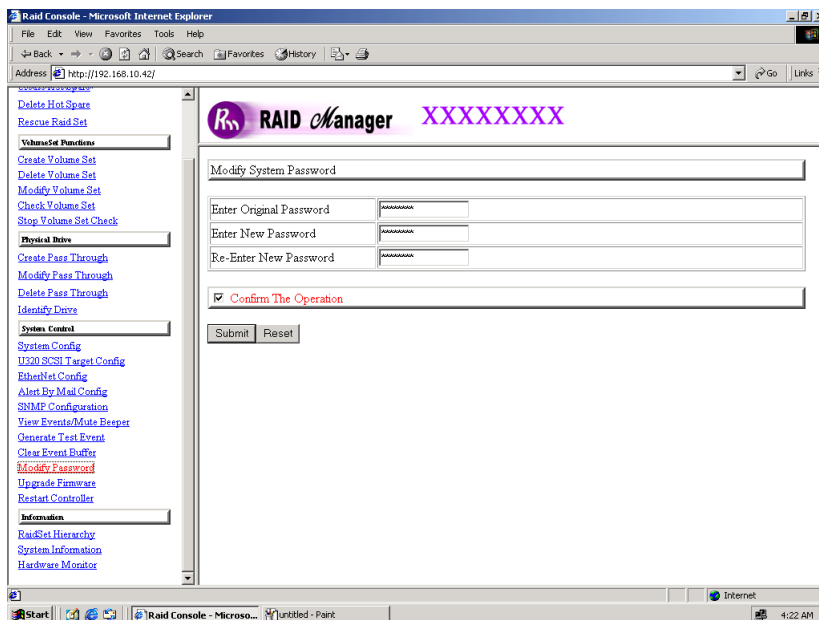 Raid Console - Microsoft Internet Explorer
File Edit View Favorites Tools Help
Back Search Favorites History
Address http://192.168.10.42/ Go Links
Delete Hot Spare
Rescue Raid Set
VolumeSet Functions
Create Volume Set
Delete Volume Set
Modify Volume Set
Check Volume Set
Stop Volume Set Check
Physical Drive
Create Pass Through
Modify Pass Through
Delete Pass Through
Identify Drive
System Control
System Config
U320 SCSI Target Config
EtherNet Config
Alert By Mail Config
SNMP Configuration
View Events/Mute Beeper
Generate Test Event
Clear Event Buffer
Modify Password
Upgrade Firmware
Restart Controller
Information
RaidSet Hierarchy
System Information
Hardware Monitor
Rm RAID Manager XXXXXXXX
Modify System Password
Enter Original Password ********
Enter New Password ********
Re-Enter New Password ********
Confirm The Operation
Submit Reset
Internet
Start Raid Console - Microso... untitled - Paint 4:22 AM